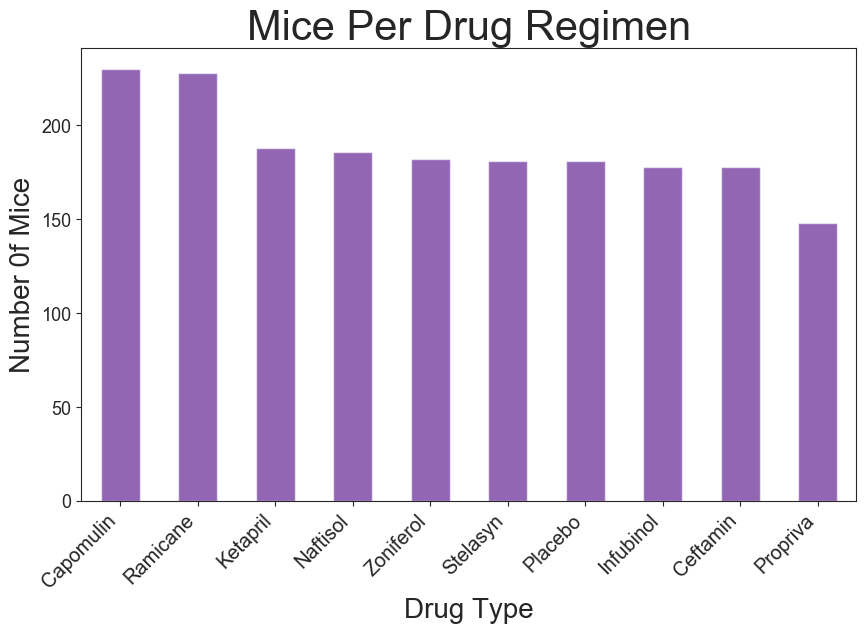 Mice Per Drug Regimen
Number 0f Mice
200
150
100
50
0
Capomulin
Ramicane
Ketapril
Naftisol
Zoniferol
Stelasyn
Placebo
Infubinol
Ceftamin
Propriva
Drug Type